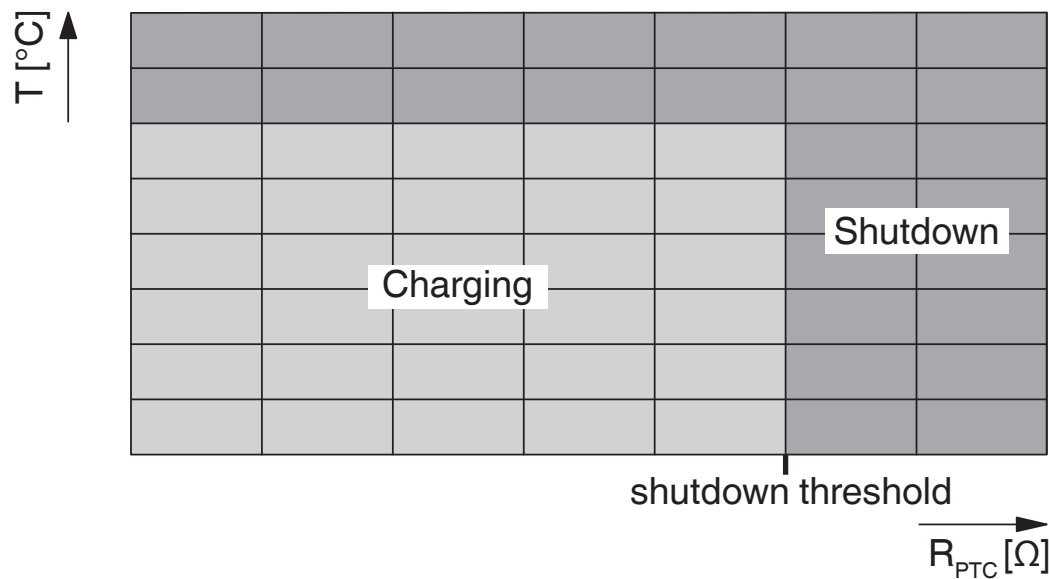 T [°C]
Shutdown
Charging
shutdown threshold
R_PTC [Ω]